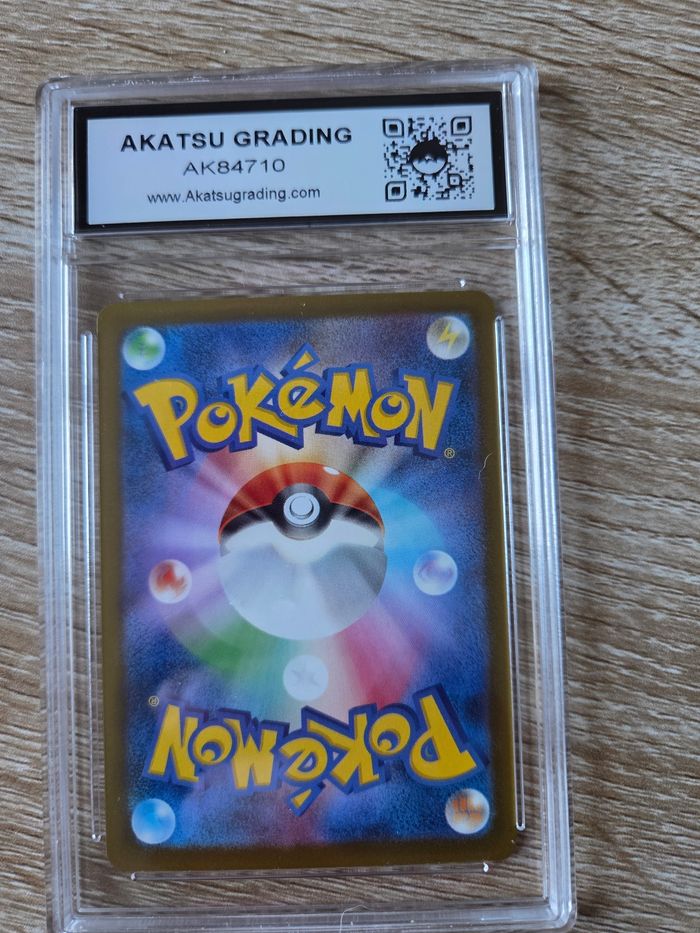 AKATSU GRADING
AK84710
www.Akatsugrading.com
POKéMON
®
®
POKéMON